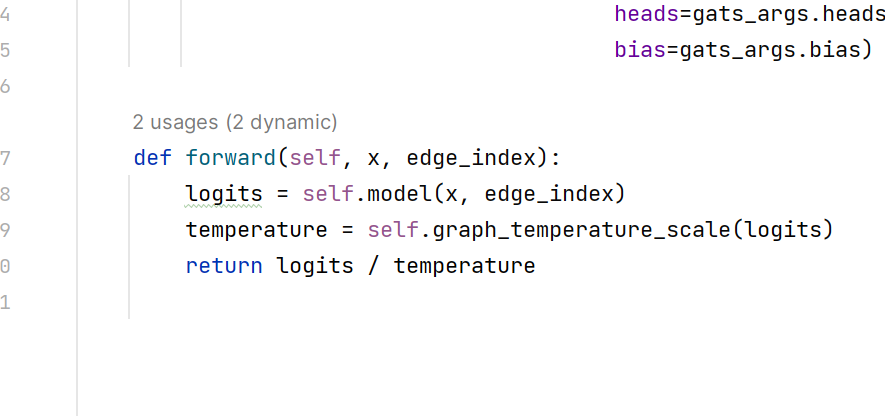 4 heads=gats_args.heads
5 bias=gats_args.bias)
6
2 usages (2 dynamic)
7 def forward(self, x, edge_index):
8 logits = self.model(x, edge_index)
9 temperature = self.graph_temperature_scale(logits)
0 return logits / temperature
1